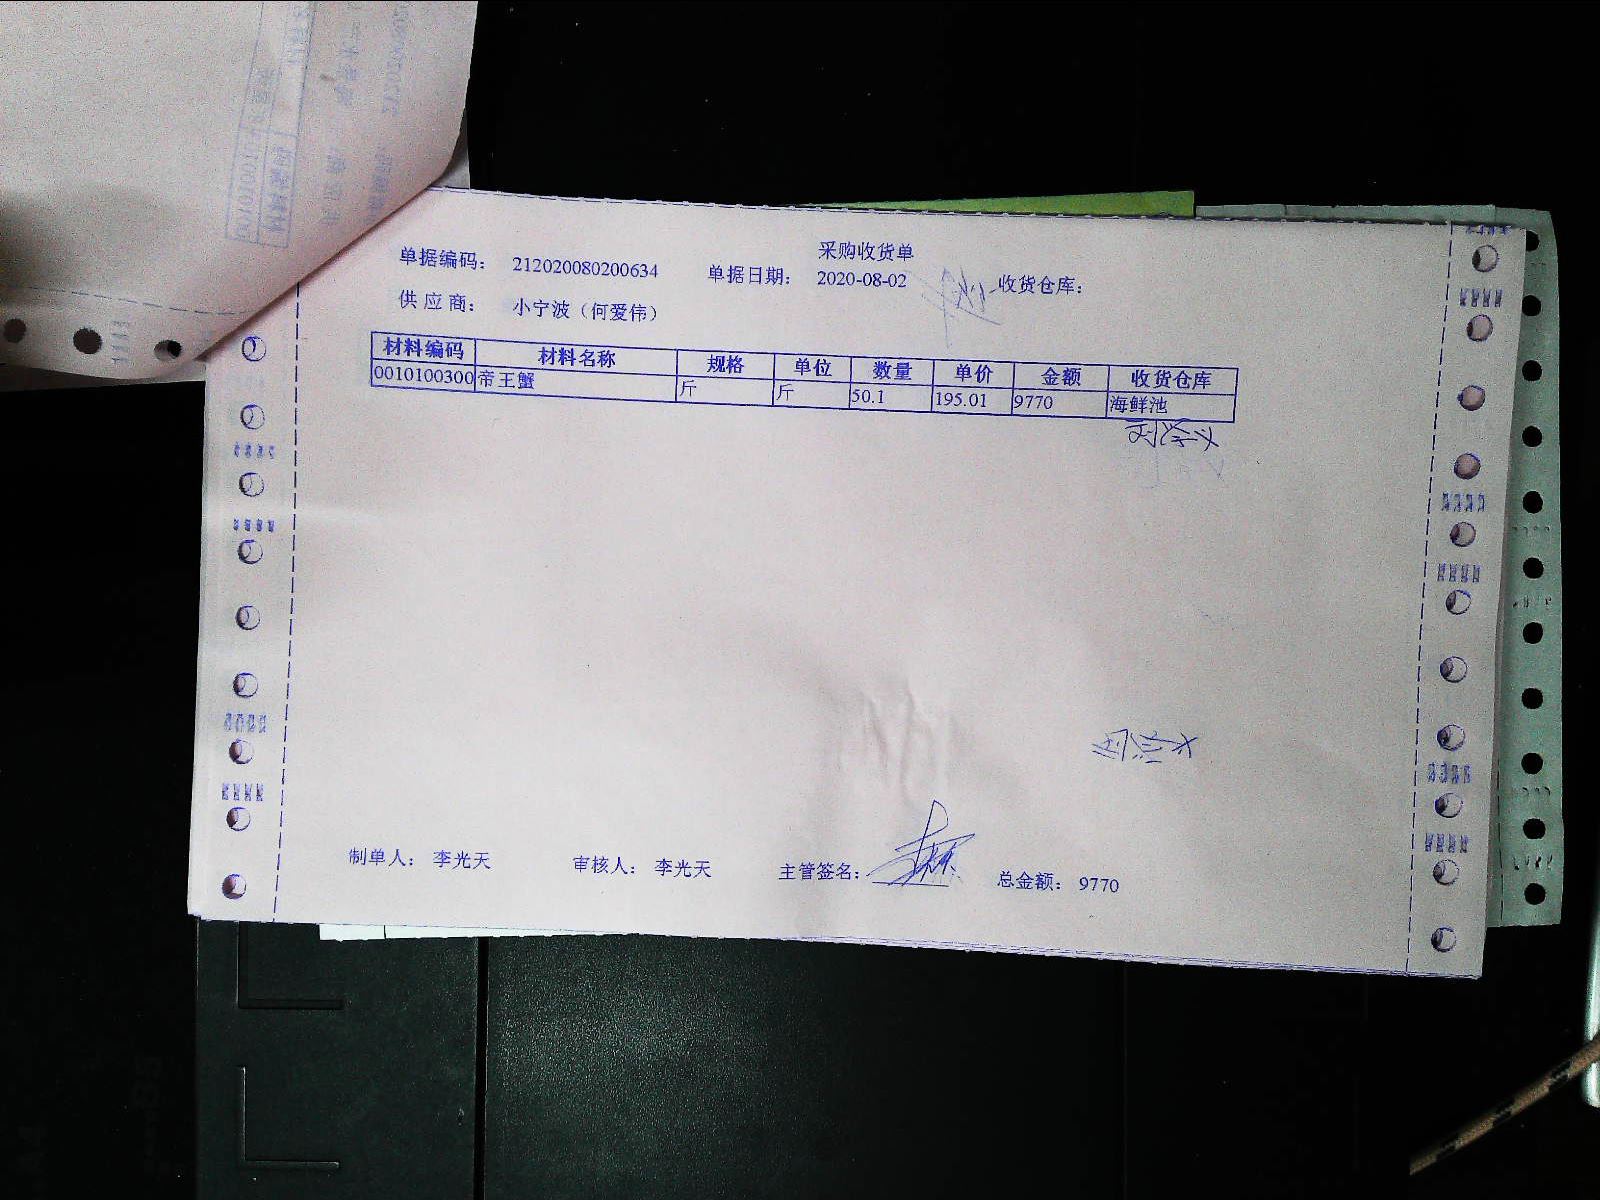 采购收货单
单据编码： 212020080200634 单据日期： 2020-08-02 收货仓库：
供应商： 小宁波（何爱伟）
材料编码 材料名称 规格 单位 数量 单价 金额 收货仓库
0010100300 帝王蟹 斤 斤 50.1 195.01 9770 海鲜池
制单人： 李光天 审核人： 李光天 主管签名： 总金额： 9770